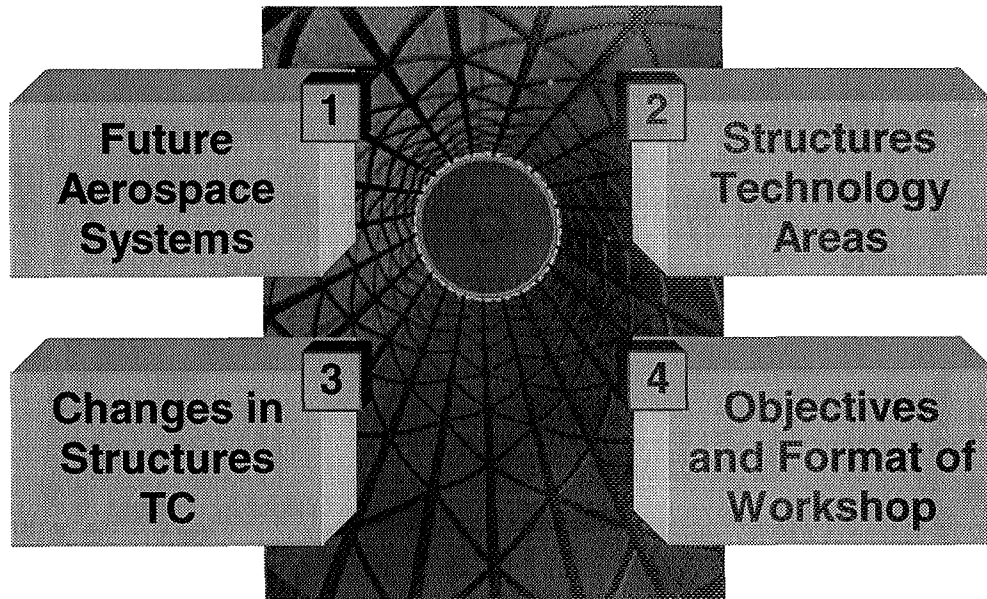 1
Future
Aerospace
Systems
2
Structures
Technology
Areas
3
Changes in
Structures
TC
4
Objectives
and Format of
Workshop